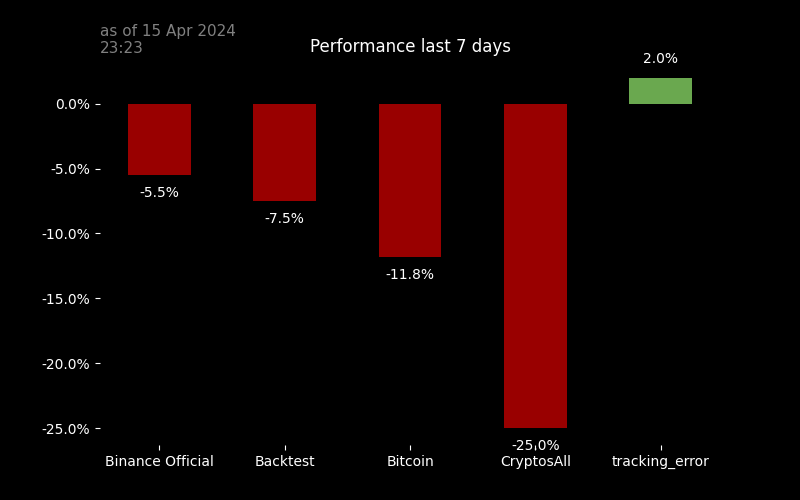 as of 15 Apr 2024
23:23
Performance last 7 days
2.0%
0.0%
-5.0%
-10.0%
-15.0%
-20.0%
-25.0%
-5.5%
-7.5%
-11.8%
-25.0%
Binance Official
Backtest
Bitcoin
CryptosAll
tracking_error